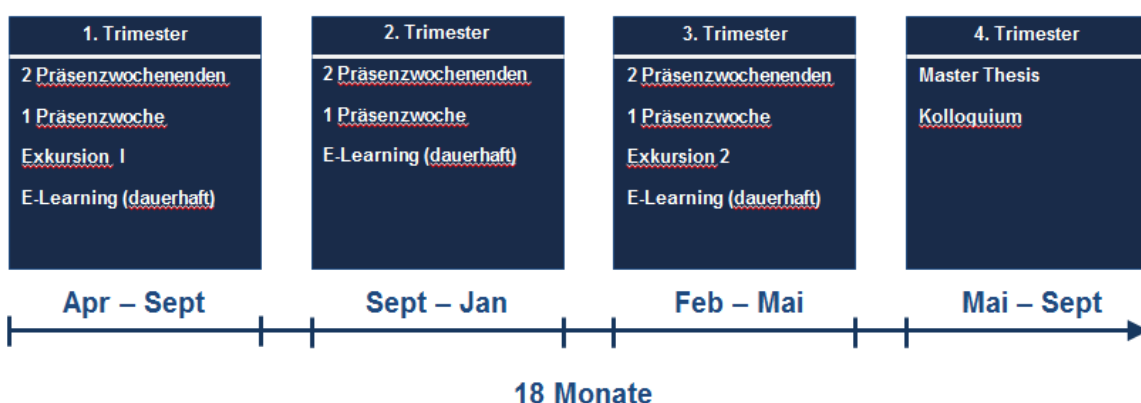 1. Trimester
2 Präsenzwochenenden
1 Präsenzwoche
Exkursion I
E-Learning (dauerhaft)
Apr – Sept
2. Trimester
2 Präsenzwochenenden
1 Präsenzwoche
E-Learning (dauerhaft)
Sept – Jan
3. Trimester
2 Präsenzwochenenden
1 Präsenzwoche
Exkursion 2
E-Learning (dauerhaft)
Feb – Mai
4. Trimester
Master Thesis
Kolloquium
Mai – Sept
18 Monate